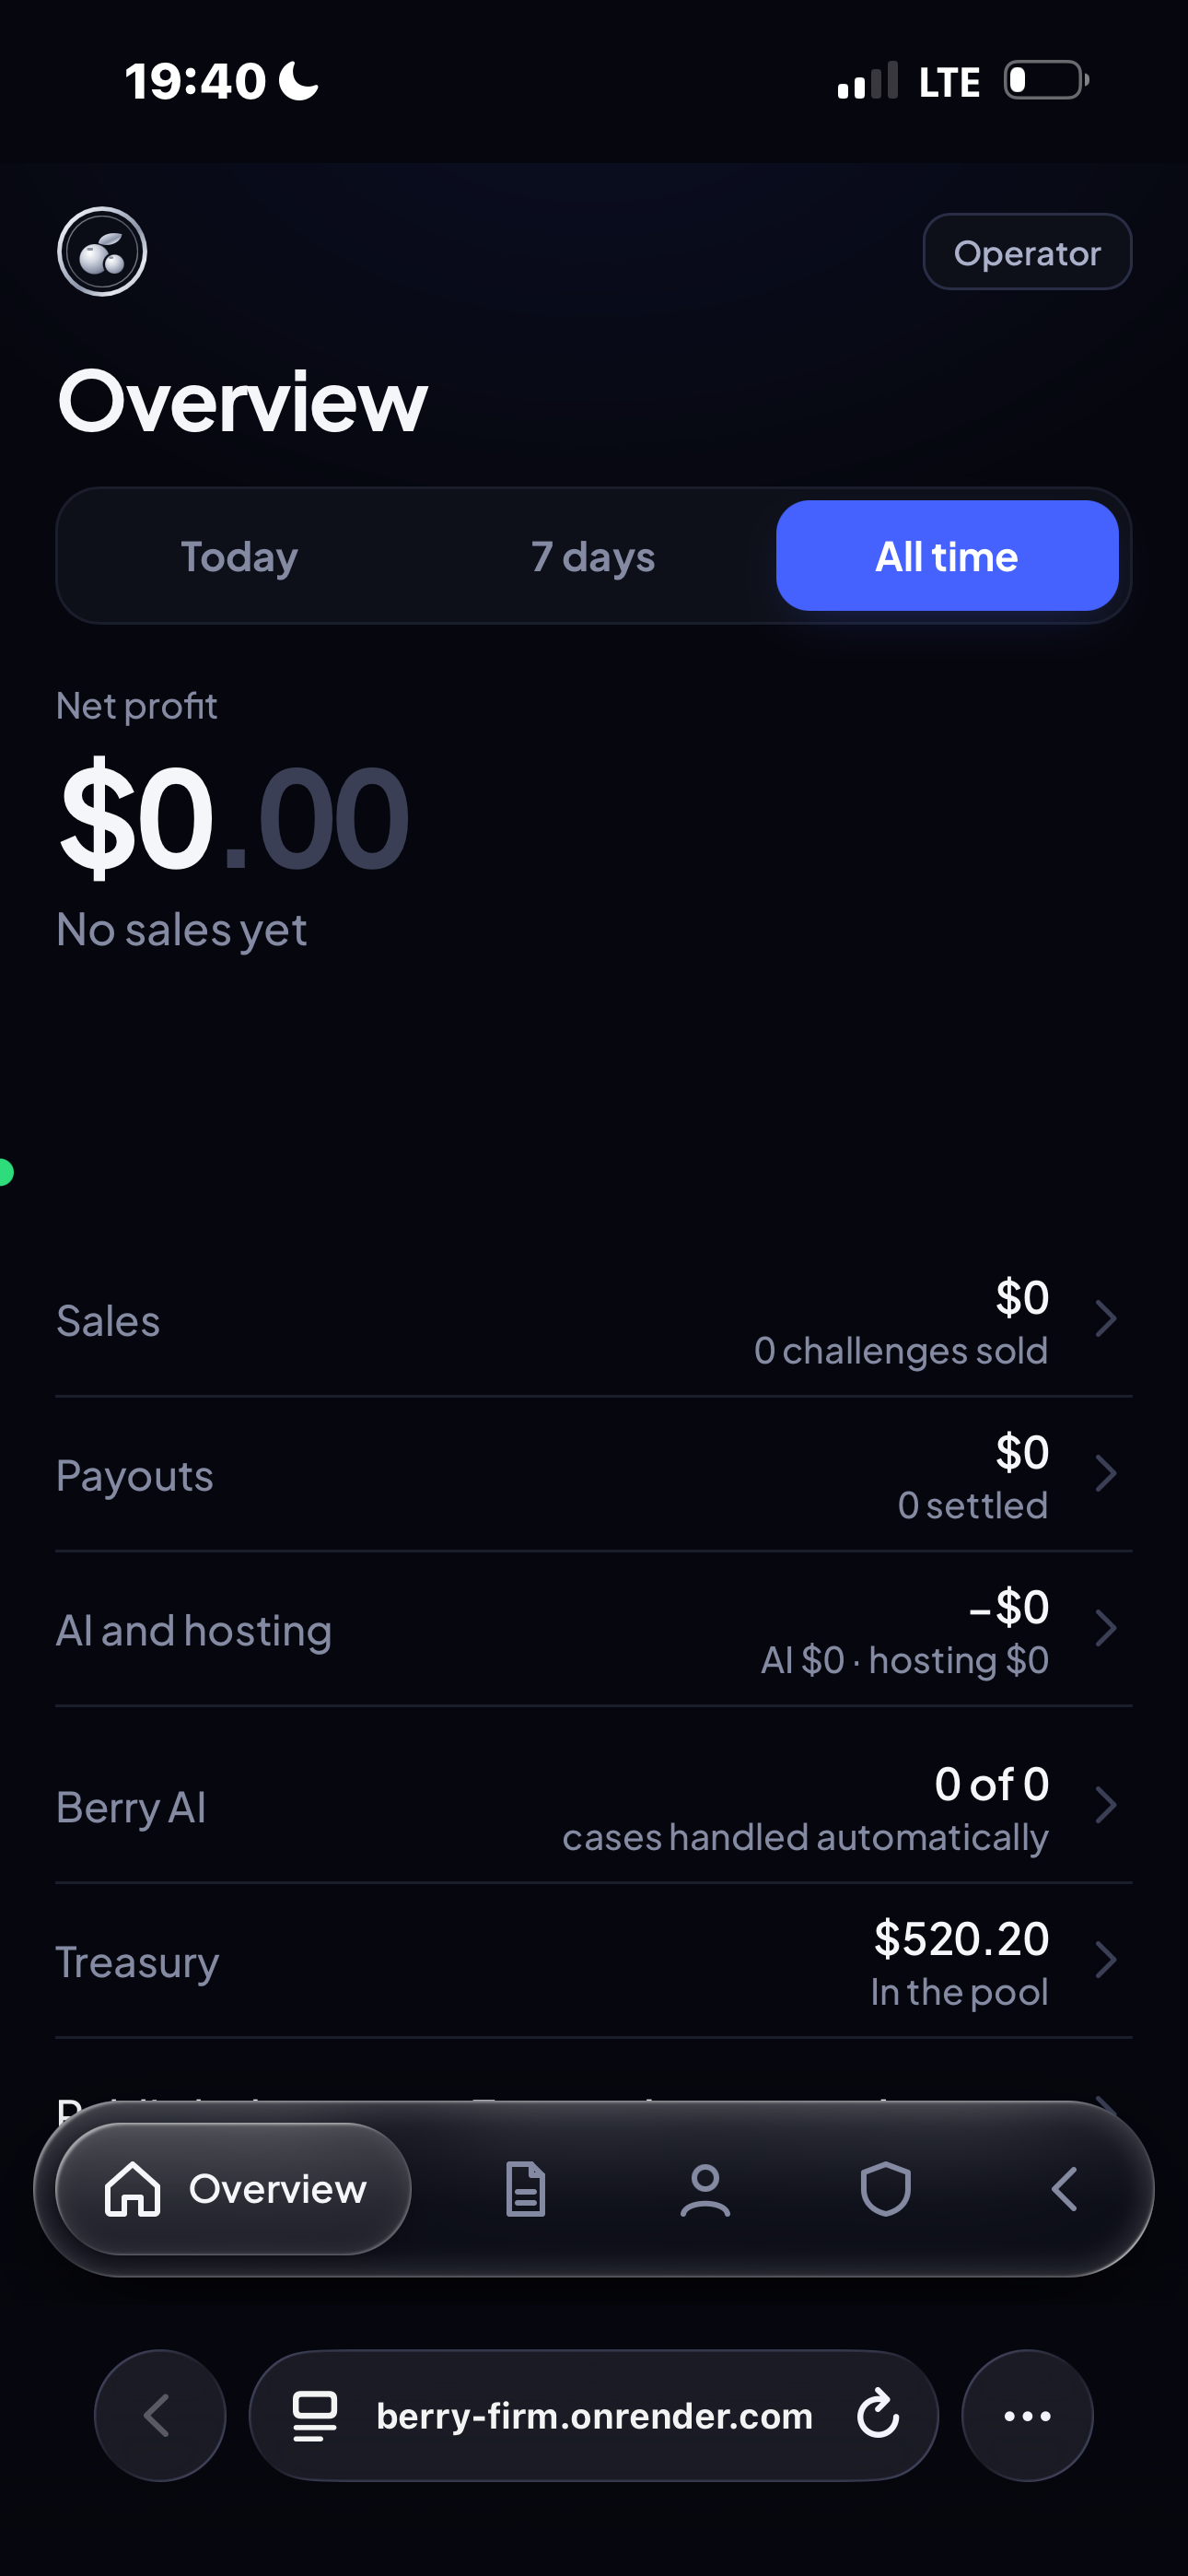 19:40
LTE
Operator
Overview
Today
7 days
All time
Net profit
$0.00
No sales yet
Sales
$0
0 challenges sold
Payouts
$0
0 settled
AI and hosting
−$0
AI $0 · hosting $0
Berry AI
0 of 0
cases handled automatically
Treasury
$520.20
In the pool
Overview
berry-firm.onrender.com